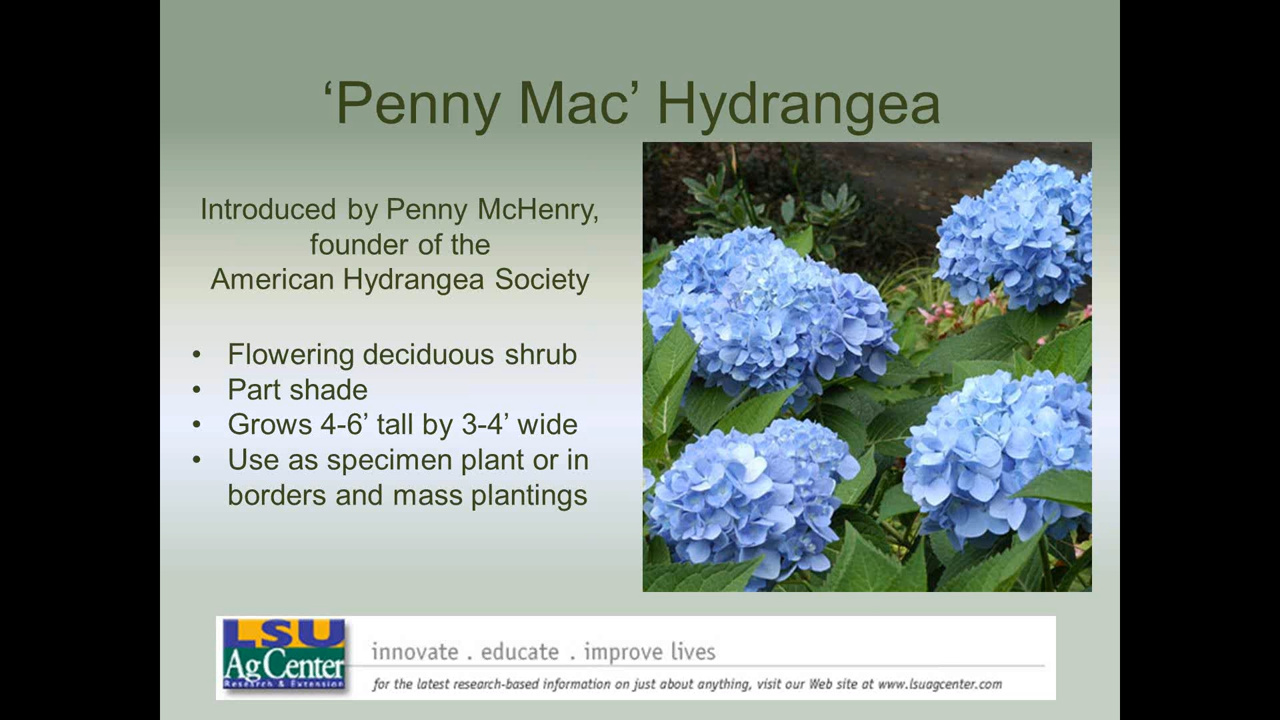 ‘Penny Mac’ Hydrangea
Introduced by Penny McHenry,
founder of the
American Hydrangea Society
• Flowering deciduous shrub
• Part shade
• Grows 4-6’ tall by 3-4’ wide
• Use as specimen plant or in
borders and mass plantings
LSU
AgCenter
Research & Extension
innovate . educate . improve lives
for the latest research-based information on just about anything, visit our Web site at www.lsuagcenter.com